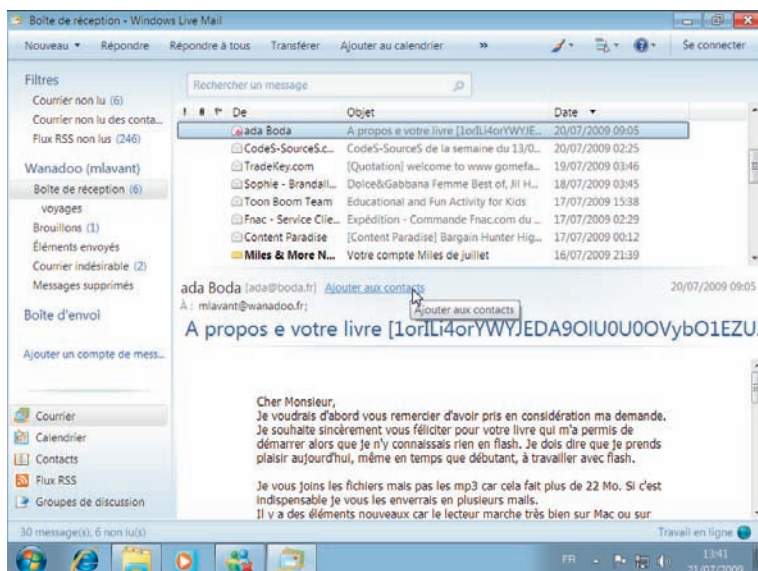 Boîte de réception - Windows Live Mail
Nouveau Répondre Répondre à tous Transférer Ajouter au calendrier » Se connecter
Filtres
Courrier non lu (6)
Courrier non lu des conta...
Flux RSS non lus (246)
Wanadoo (mlavant)
Boîte de réception (6)
voyages
Brouillons (1)
Éléments envoyés
Courrier indésirable (2)
Messages supprimés
Boîte d'envoi
Ajouter un compte de mess...
Courrier
Calendrier
Contacts
Flux RSS
Groupes de discussion
Rechercher un message
De Objet Date
ada Boda A propos e votre livre 20/07/2009 09:05
CodeS-SourceS.c... CodeS-SourceS de la semaine du 13/0... 20/07/2009 02:25
TradeKey.com [Quotation] welcome to www gomefa... 19/07/2009 03:46
Sophie - Brandall... Dolce&Gabbana Femme Best of, Jil H... 18/07/2009 03:45
Toon Boom Team Educational and Fun Activity for Kids 17/07/2009 15:38
Fnac - Service Clie... Expédition - Commande Fnac.com du ... 17/07/2009 02:29
Content Paradise [Content Paradise] Bargain Hunter Hig... 17/07/2009 00:12
Miles & More N... Votre compte Miles de juillet 16/07/2009 21:39
ada Boda [ada@boda.fr] Ajouter aux contacts 20/07/2009 09:05
À : mlavant@wanadoo.fr;
Ajouter aux contacts
A propos e votre livre
Cher Monsieur,
Je voudrais d'abord vous remercier d'avoir pris en considération ma demande.
Je souhaite sincèrement vous féliciter pour votre livre qui m'a permis de
démarrer alors que je n'y connaissais rien en flash. Je dois dire que je prends
plaisir aujourd'hui, même en temps que débutant, à travailler avec flash.
Je vous joins les fichiers mais pas les mp3 car cela fait plus de 22 Mo. Si c'est
indispensable je vous les enverrais en plusieurs mails.
Il y a des éléments nouveaux car le lecteur marche très bien sur Mac ou sur
30 message(s), 6 non lu(s) Travail en ligne
FR 13:41
21/07/2009